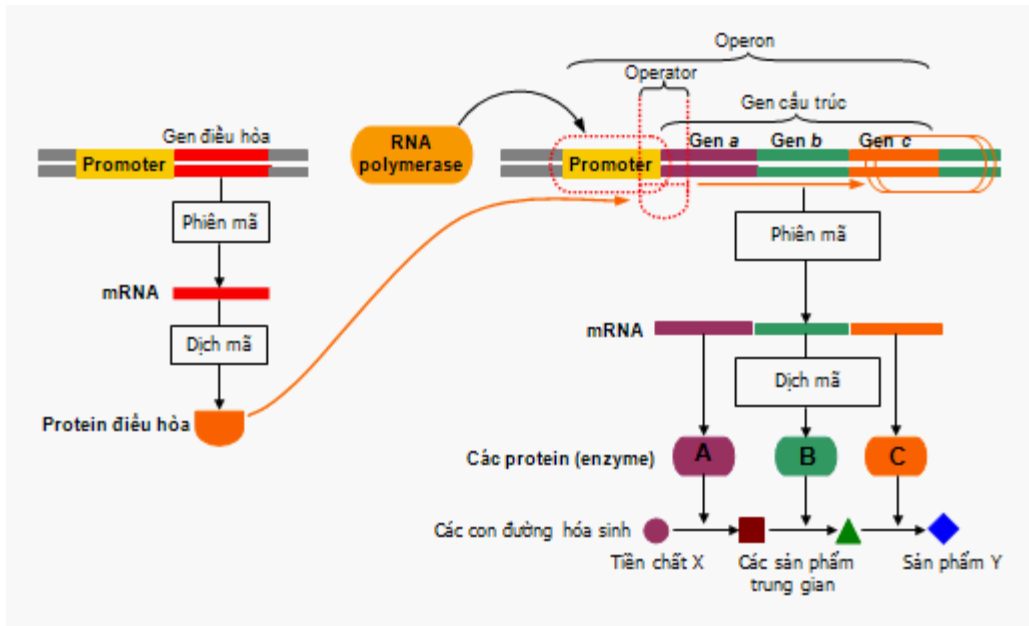 Operon
Operator
Gen cấu trúc
Gen điều hòa
RNA
polymerase
Gen a
Gen b
Gen c
Promoter
Promoter
Phiên mã
Phiên mã
mRNA
mRNA
Dịch mã
Dịch mã
Protein điều hòa
Các protein (enzyme)
A
B
C
Các con đường hóa sinh
Tiền chất X
Các sản phẩm
trung gian
Sản phẩm Y